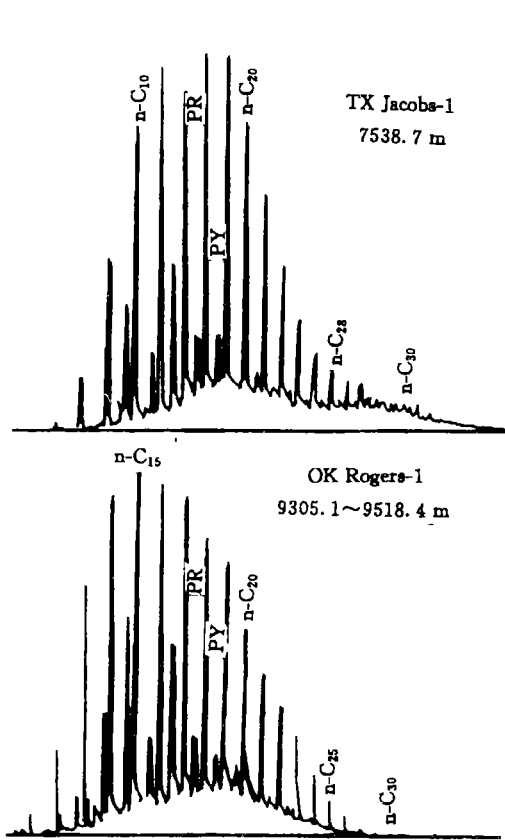 n-C₁₀
PR
PY
n-C₂₀
TX Jacobs-1
7538.7 m
n-C₂₈
n-C₃₀
n-C₁₅
OK Rogers-1
9305.1~9518.4 m
PR
PY
n-C₂₀
n-C₂₅
n-C₃₀